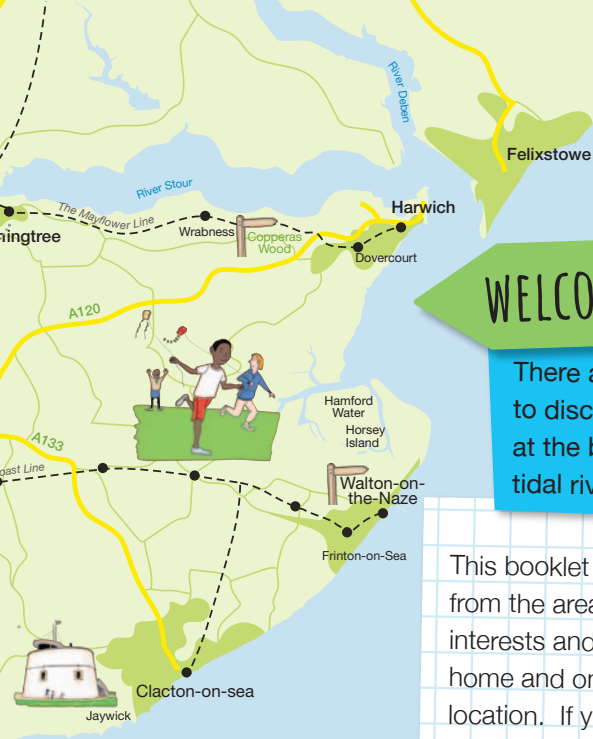 River Deben
Felixstowe
River Stour
Harwich
The Mayflower Line
Wrabness
Copperas
Wood
Dovercourt
A120
WELCO
There a
to disc
at the b
tidal riv
Hamford
Water
Horsey
Island
A133
oast Line
Walton-on-
the-Naze
Frinton-on-Sea
This booklet
from the area
interests and
home and on
location. If y
Clacton-on-sea
Jaywick